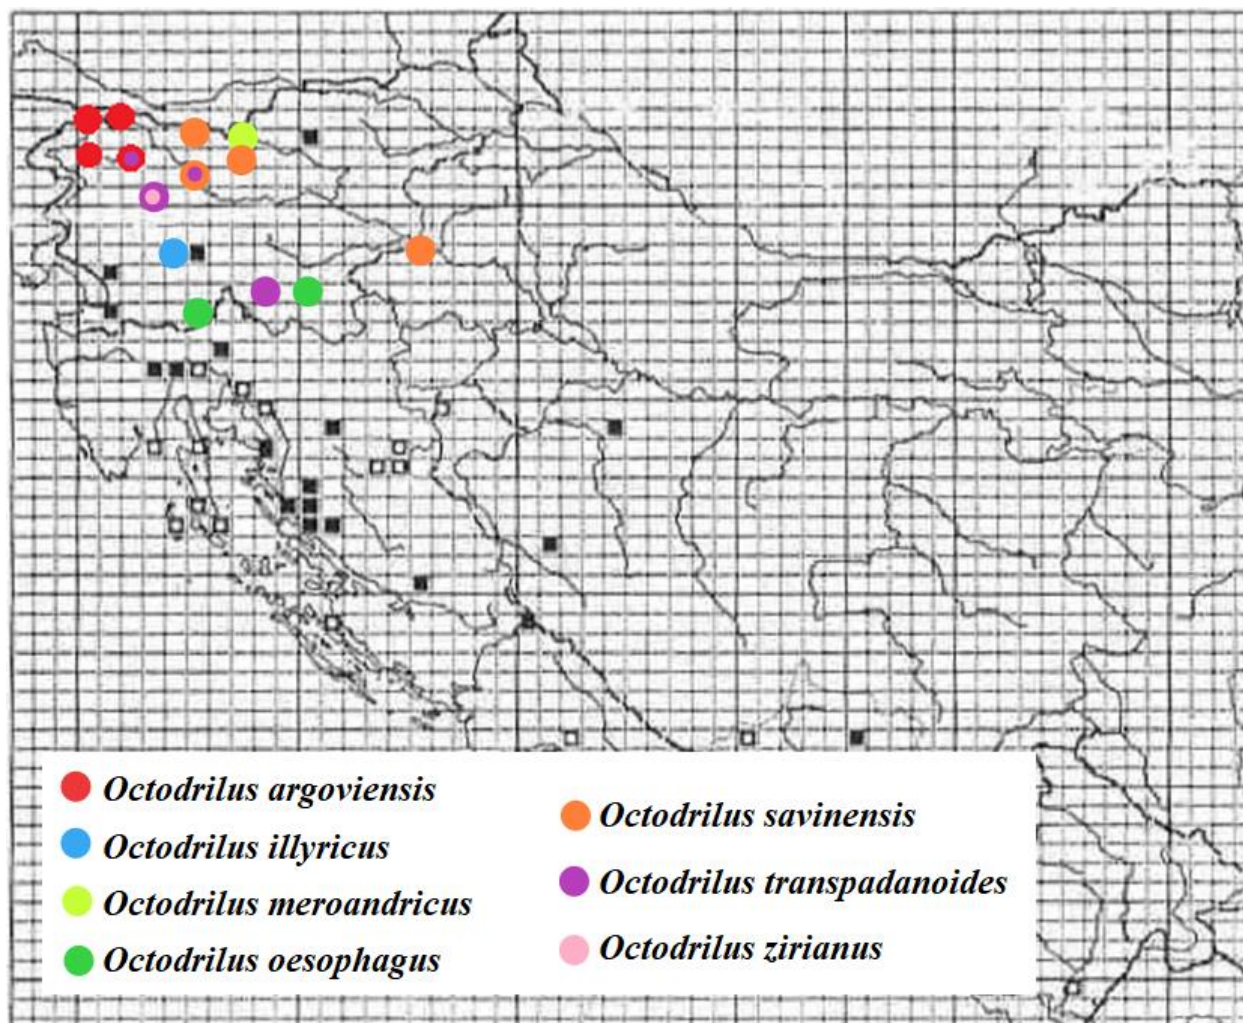 Octodrilus argoviensis
Octodrilus illyricus
Octodrilus meroandricus
Octodrilus oesophagus
Octodrilus savinensis
Octodrilus transpadanoides
Octodrilus zirianus